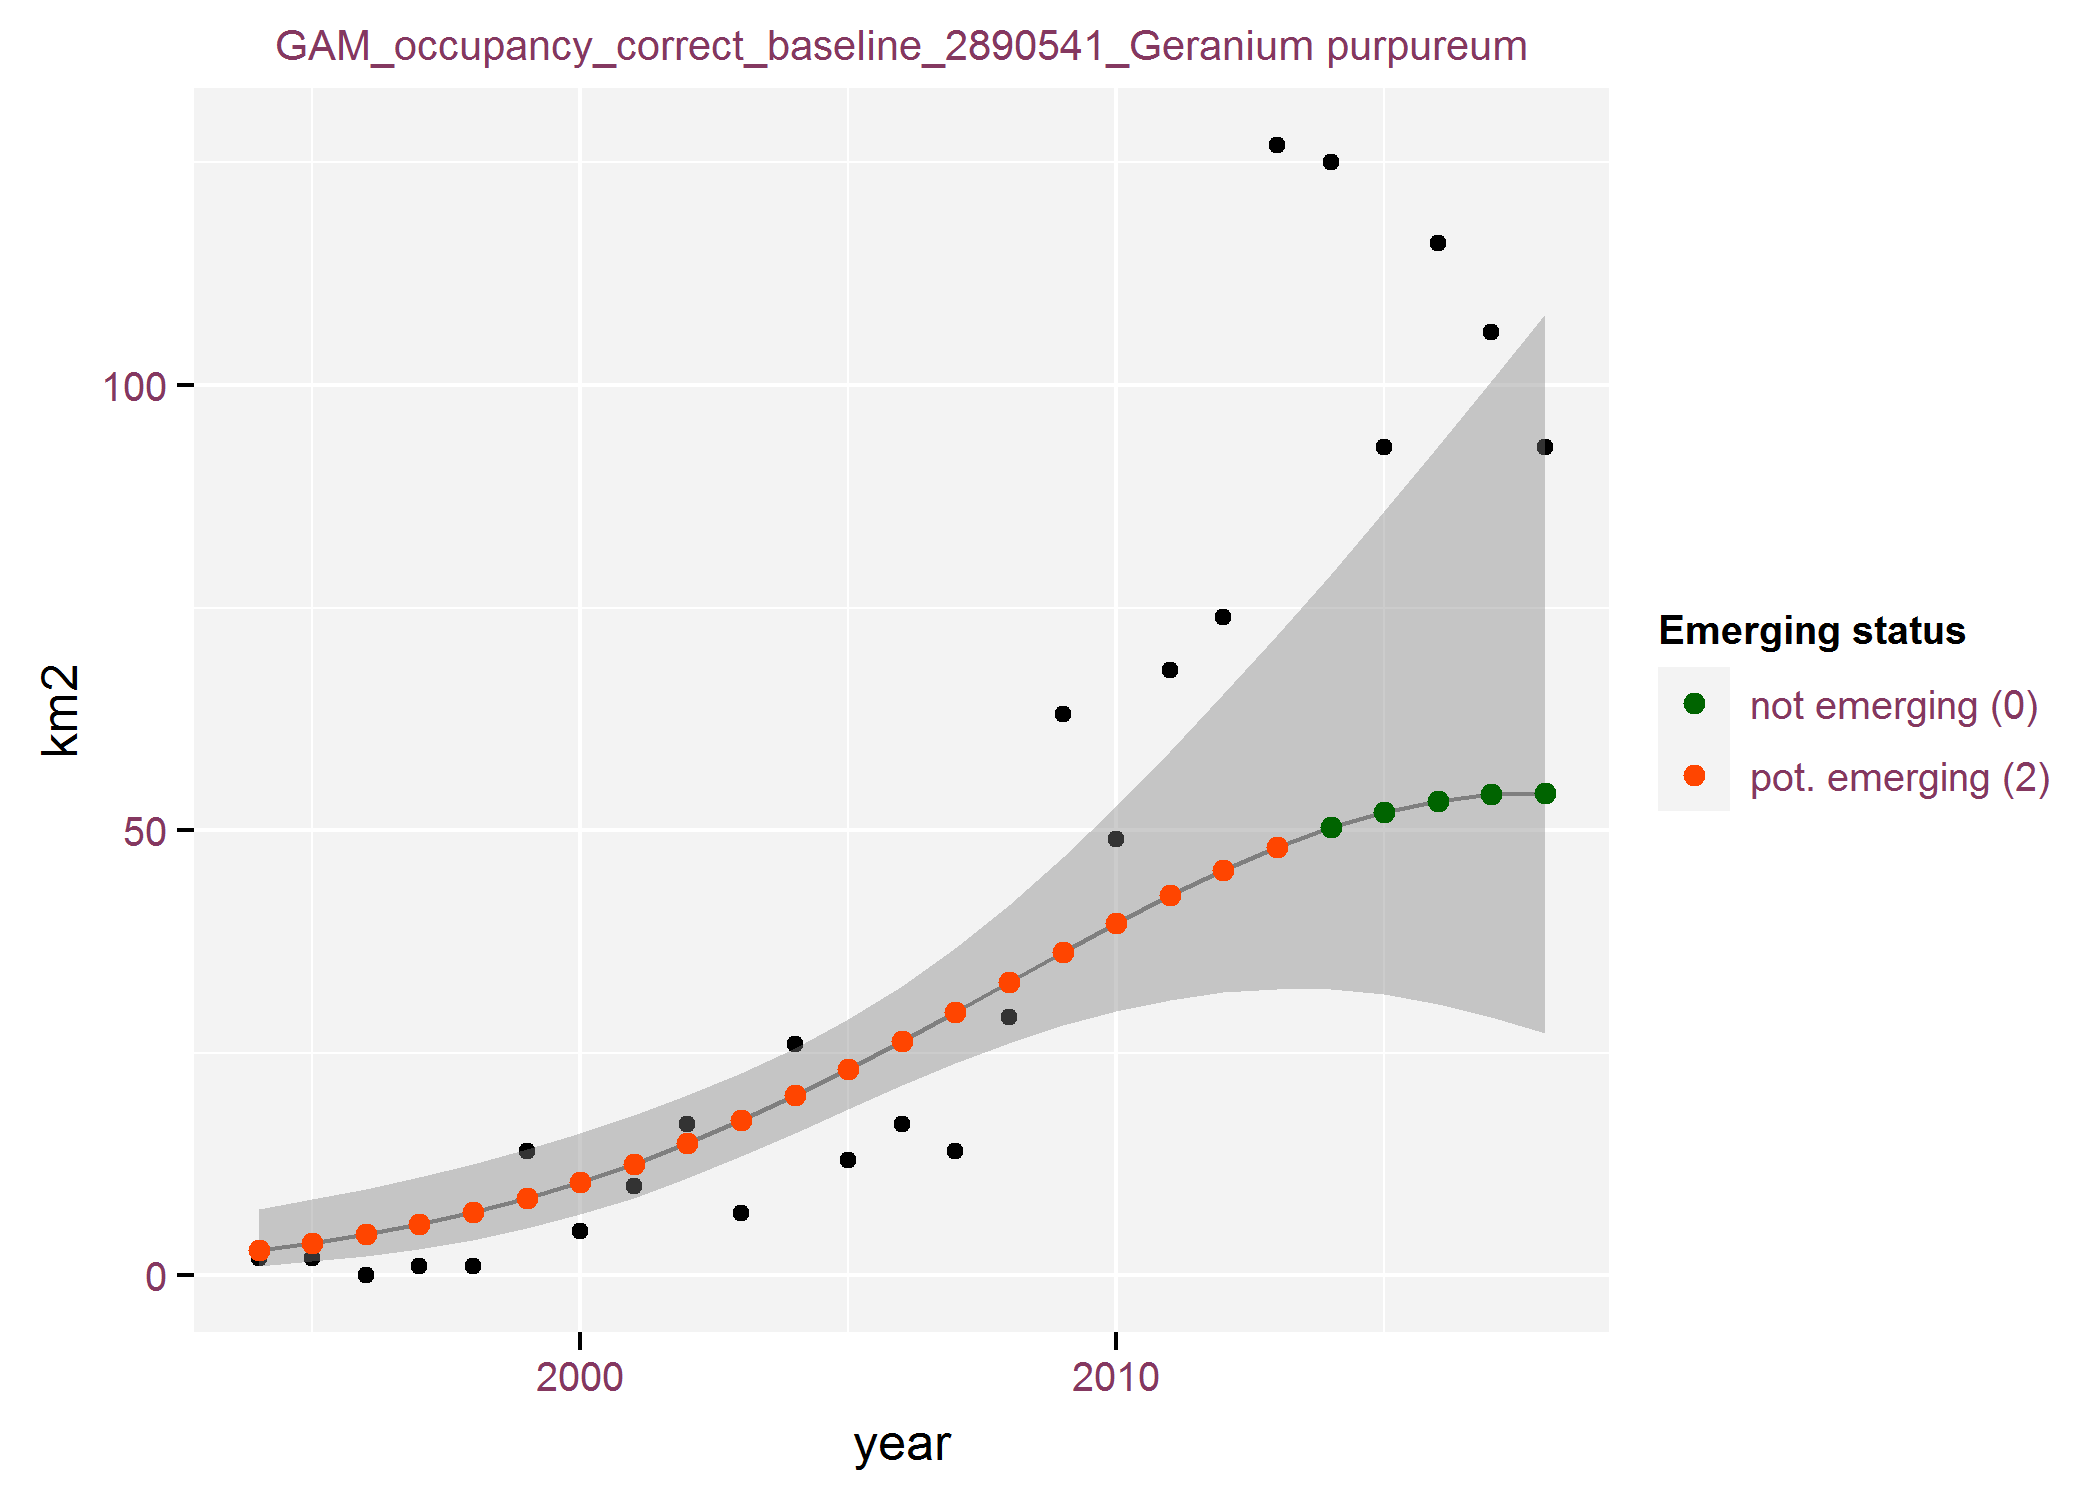 GAM_occupancy_correct_baseline_2890541_Geranium purpureum
100
50
0
km2
2000
2010
year
Emerging status
not emerging (0)
pot. emerging (2)